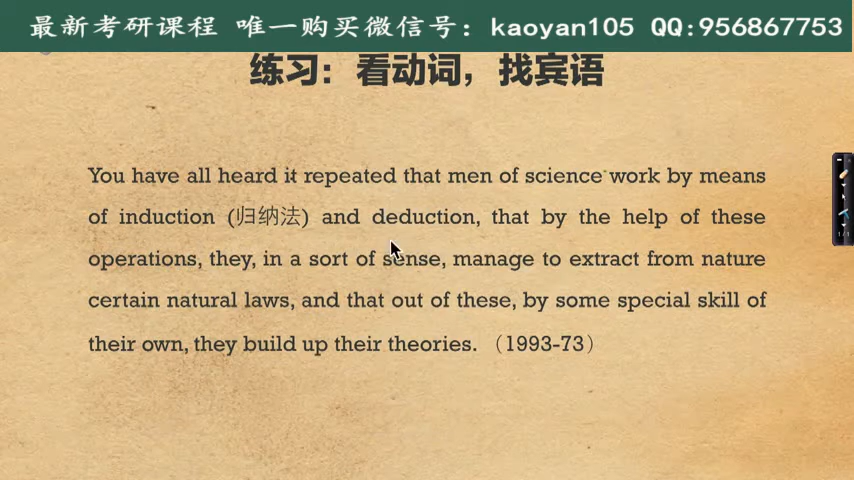 最新考研课程 唯一购买微信号：kaoyan105 QQ:956867753
练习：看动词，找宾语
You have all heard it repeated that men of science work by means
of induction (归纳法) and deduction, that by the help of these
operations, they, in a sort of sense, manage to extract from nature
certain natural laws, and that out of these, by some special skill of
their own, they build up their theories. （1993-73）